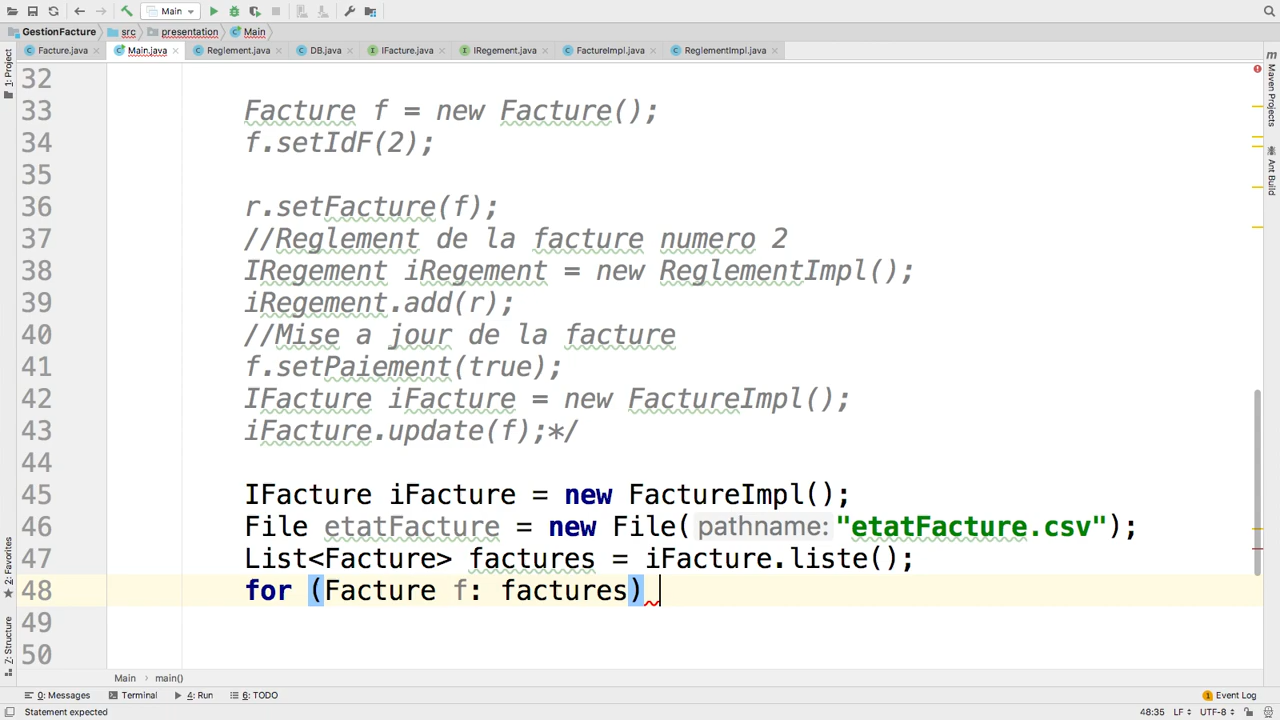 Main
GestionFacture src presentation Main
Facture.java Main.java Reglement.java DB.java IFacture.java IRegement.java FactureImpl.java ReglementImpl.java
1: Project
Maven Projects
Ant Build
2: Favorites
7: Structure
32
33 Facture f = new Facture();
34 f.setIdF(2);
35
36 r.setFacture(f);
37 //Reglement de la facture numero 2
38 IRegement iRegement = new ReglementImpl();
39 iRegement.add(r);
40 //Mise a jour de la facture
41 f.setPaiement(true);
42 IFacture iFacture = new FactureImpl();
43 iFacture.update(f);*/
44
45 IFacture iFacture = new FactureImpl();
46 File etatFacture = new File( pathname: "etatFacture.csv");
47 List<Facture> factures = iFacture.liste();
48 for (Facture f: factures)
49
50
Main main()
0: Messages Terminal 4: Run 6: TODO 1 Event Log
Statement expected 48:35 LF UTF-8